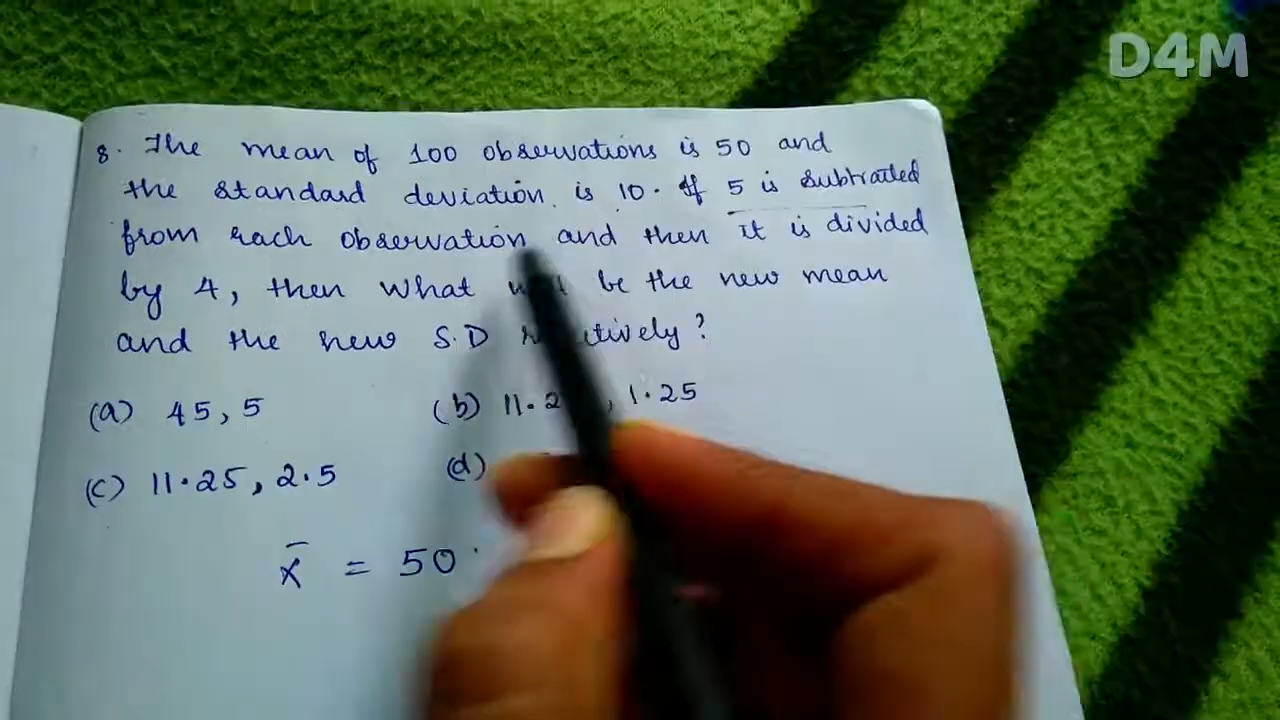 D4M
8. The mean of 100 observations is 50 and
the standard deviation is 10. If 5 is subtracted
from each observation and then it is divided
by 4, then what be the new mean
and the new S.D ?
(a) 45, 5
(b) , 1.25
(c) 11.25, 2.5
(d)
x̄ = 50